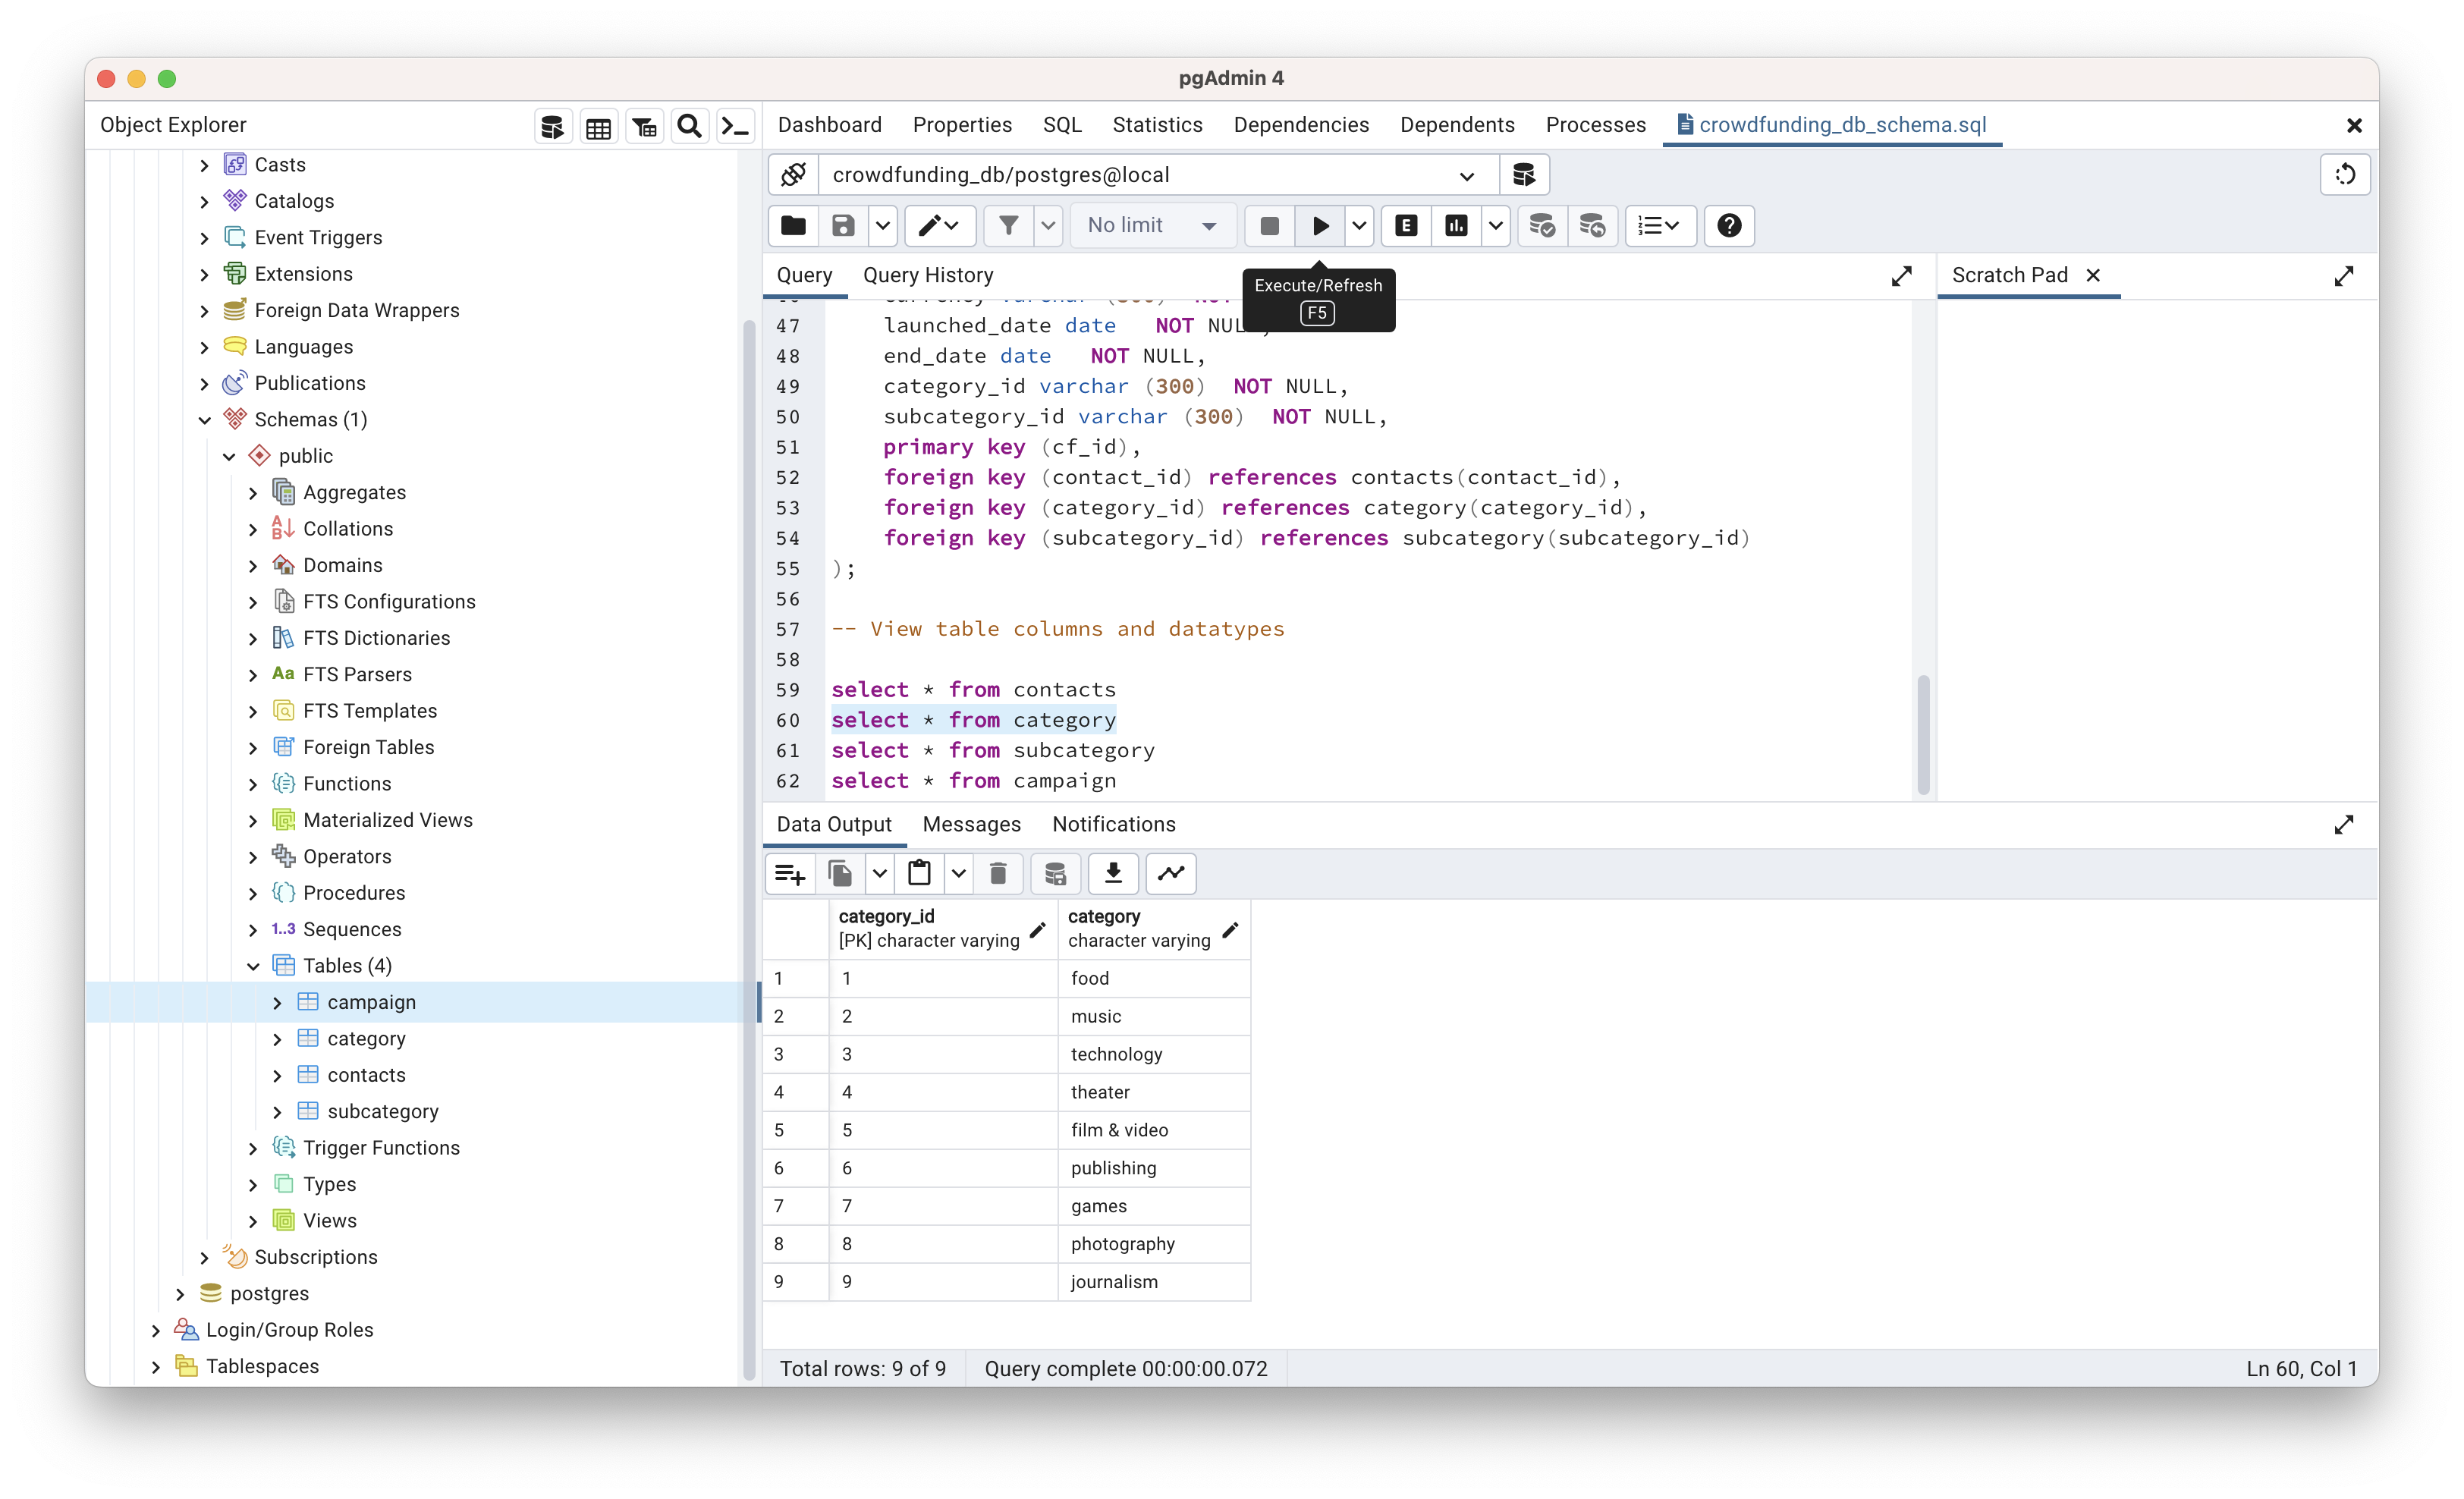 pgAdmin 4
Object Explorer
Dashboard Properties SQL Statistics Dependencies Dependents Processes crowdfunding_db_schema.sql
Casts
Catalogs
Event Triggers
Extensions
Foreign Data Wrappers
Languages
Publications
Schemas (1)
public
Aggregates
Collations
Domains
FTS Configurations
FTS Dictionaries
Aa FTS Parsers
FTS Templates
Foreign Tables
Functions
Materialized Views
Operators
Procedures
1..3 Sequences
Tables (4)
campaign
category
contacts
subcategory
Trigger Functions
Types
Views
Subscriptions
postgres
Login/Group Roles
Tablespaces
crowdfunding_db/postgres@local
No limit
E
Query Query History
Execute/Refresh
F5
Scratch Pad
47 launched_date date NOT NUL
48 end_date date NOT NULL,
49 category_id varchar (300) NOT NULL,
50 subcategory_id varchar (300) NOT NULL,
51 primary key (cf_id),
52 foreign key (contact_id) references contacts(contact_id),
53 foreign key (category_id) references category(category_id),
54 foreign key (subcategory_id) references subcategory(subcategory_id)
55 );
56
57 -- View table columns and datatypes
58
59 select * from contacts
60 select * from category
61 select * from subcategory
62 select * from campaign
Data Output Messages Notifications
category_id category
[PK] character varying character varying
1 1 food
2 2 music
3 3 technology
4 4 theater
5 5 film & video
6 6 publishing
7 7 games
8 8 photography
9 9 journalism
Total rows: 9 of 9 Query complete 00:00:00.072 Ln 60, Col 1